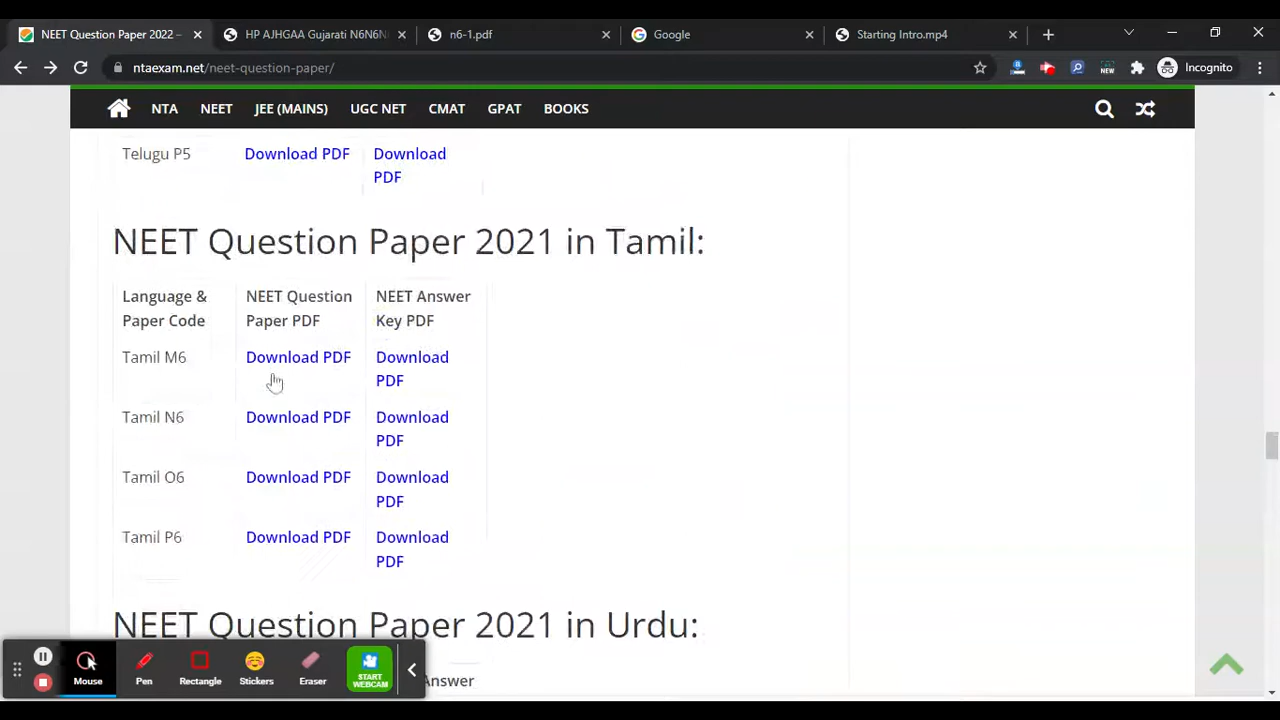 NEET Question Paper 2022 –
HP AJHGAA Gujarati N6N6N
n6-1.pdf
Google
Starting Intro.mp4
ntaexam.net/neet-question-paper/
NEW
Incognito
NTA
NEET
JEE (MAINS)
UGC NET
CMAT
GPAT
BOOKS
Telugu P5 Download PDF Download
PDF
NEET Question Paper 2021 in Tamil:
Language & NEET Question NEET Answer
Paper Code Paper PDF Key PDF
Tamil M6 Download PDF Download
PDF
Tamil N6 Download PDF Download
PDF
Tamil O6 Download PDF Download
PDF
Tamil P6 Download PDF Download
PDF
NEET Question Paper 2021 in Urdu:
Answer
Mouse
Pen
Rectangle
Stickers
Eraser
START
WEBCAM